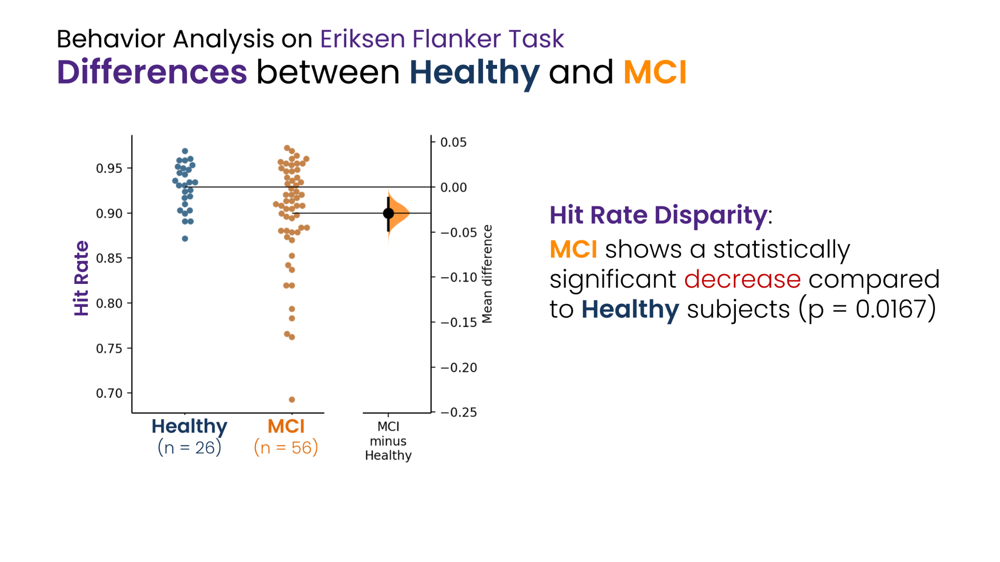 Behavior Analysis on Eriksen Flanker Task
Differences between Healthy and MCI
Hit Rate
0.95
0.90
0.85
0.80
0.75
0.70
Healthy
(n = 26)
MCI
(n = 56)
MCI
minus
Healthy
0.05
0.00
−0.05
−0.10
−0.15
−0.20
−0.25
Mean difference
Hit Rate Disparity:
MCI shows a statistically
significant decrease compared
to Healthy subjects (p = 0.0167)